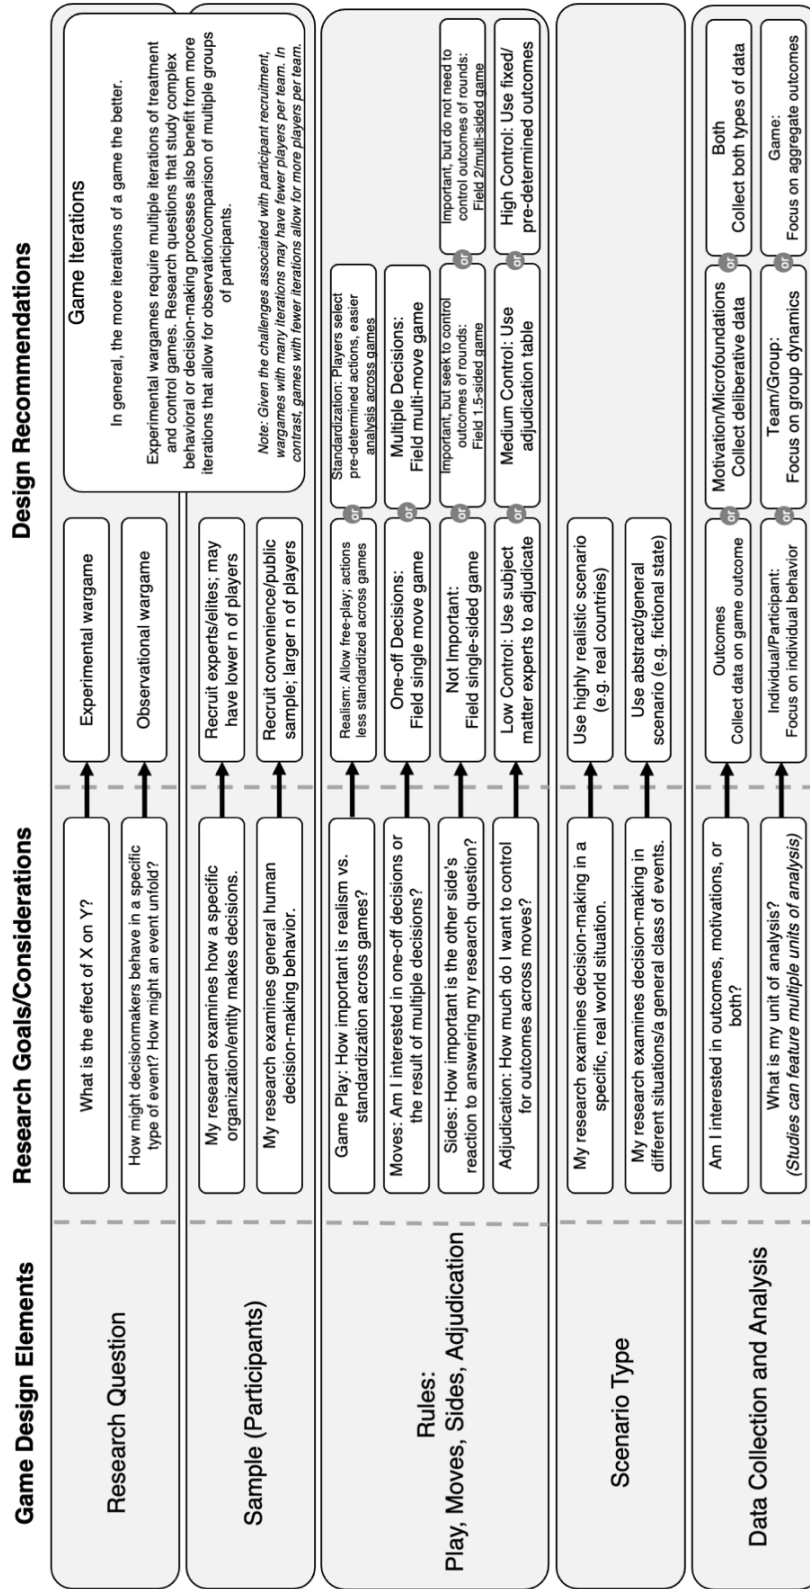 Game Design Elements
Research Goals/Considerations
Design Recommendations
Research Question
What is the effect of X on Y?
Experimental wargame
How might decisionmakers behave in a specific
type of event? How might an event unfold?
Observational wargame
Game Iterations
In general, the more iterations of a game the better.
Experimental wargames require multiple iterations of treatment
and control games. Research questions that study complex
behavioral or decision-making processes also benefit from more
iterations that allow for observation/comparison of multiple groups
of participants.
Note: Given the challenges associated with participant recruitment,
wargames with many iterations may have fewer players per team. In
contrast, games with fewer iterations allow for more players per team.
Sample (Participants)
My research examines how a specific
organization/entity makes decisions.
Recruit experts/elites; may
have lower n of players
My research examines general human
decision-making behavior.
Recruit convenience/public
sample; larger n of players
Rules:
Play, Moves, Sides, Adjudication
Game Play: How important is realism vs.
standardization across games?
Realism: Allow free-play; actions
less standardized across games
or
Standardization: Players select
pre-determined actions, easier
analysis across games
Moves: Am I interested in one-off decisions or
the result of multiple decisions?
One-off Decisions:
Field single move game
or
Multiple Decisions:
Field multi-move game
Sides: How important is the other side's
reaction to answering my research question?
Not Important:
Field single-sided game
or
Important, but seek to control
outcomes of rounds:
Field 1.5-sided game
or
Important, but do not need to
control outcomes of rounds:
Field 2/multi-sided game
Adjudication: How much do I want to control
for outcomes across moves?
Low Control: Use subject
matter experts to adjudicate
or
Medium Control: Use
adjudication table
or
High Control: Use fixed/
pre-determined outcomes
Scenario Type
My research examines decision-making in a
specific, real world situation.
Use highly realistic scenario
(e.g. real countries)
My research examines decision-making in
different situations/a general class of events.
Use abstract/general
scenario (e.g. fictional state)
Data Collection and Analysis
Am I interested in outcomes, motivations, or
both?
Outcomes
Collect data on game outcome
or
Motivation/Microfoundations
Collect deliberative data
or
Both
Collect both types of data
What is my unit of analysis?
(Studies can feature multiple units of analysis)
Individual/Participant:
Focus on individual behavior
or
Team/Group:
Focus on group dynamics
or
Game:
Focus on aggregate outcomes